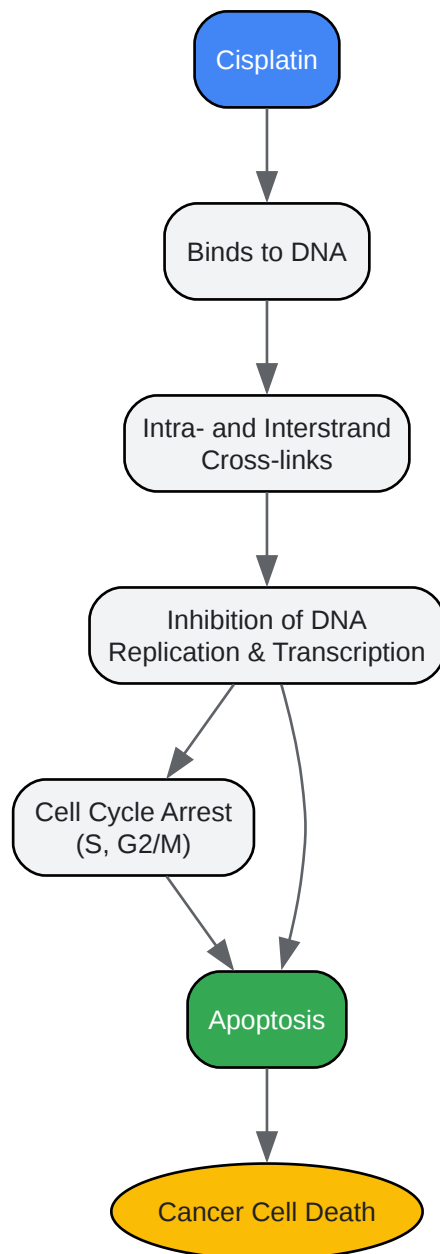 Cisplatin
Binds to DNA
Intra- and Interstrand
Cross-links
Inhibition of DNA
Replication & Transcription
Cell Cycle Arrest
(S, G2/M)
Apoptosis
Cancer Cell Death